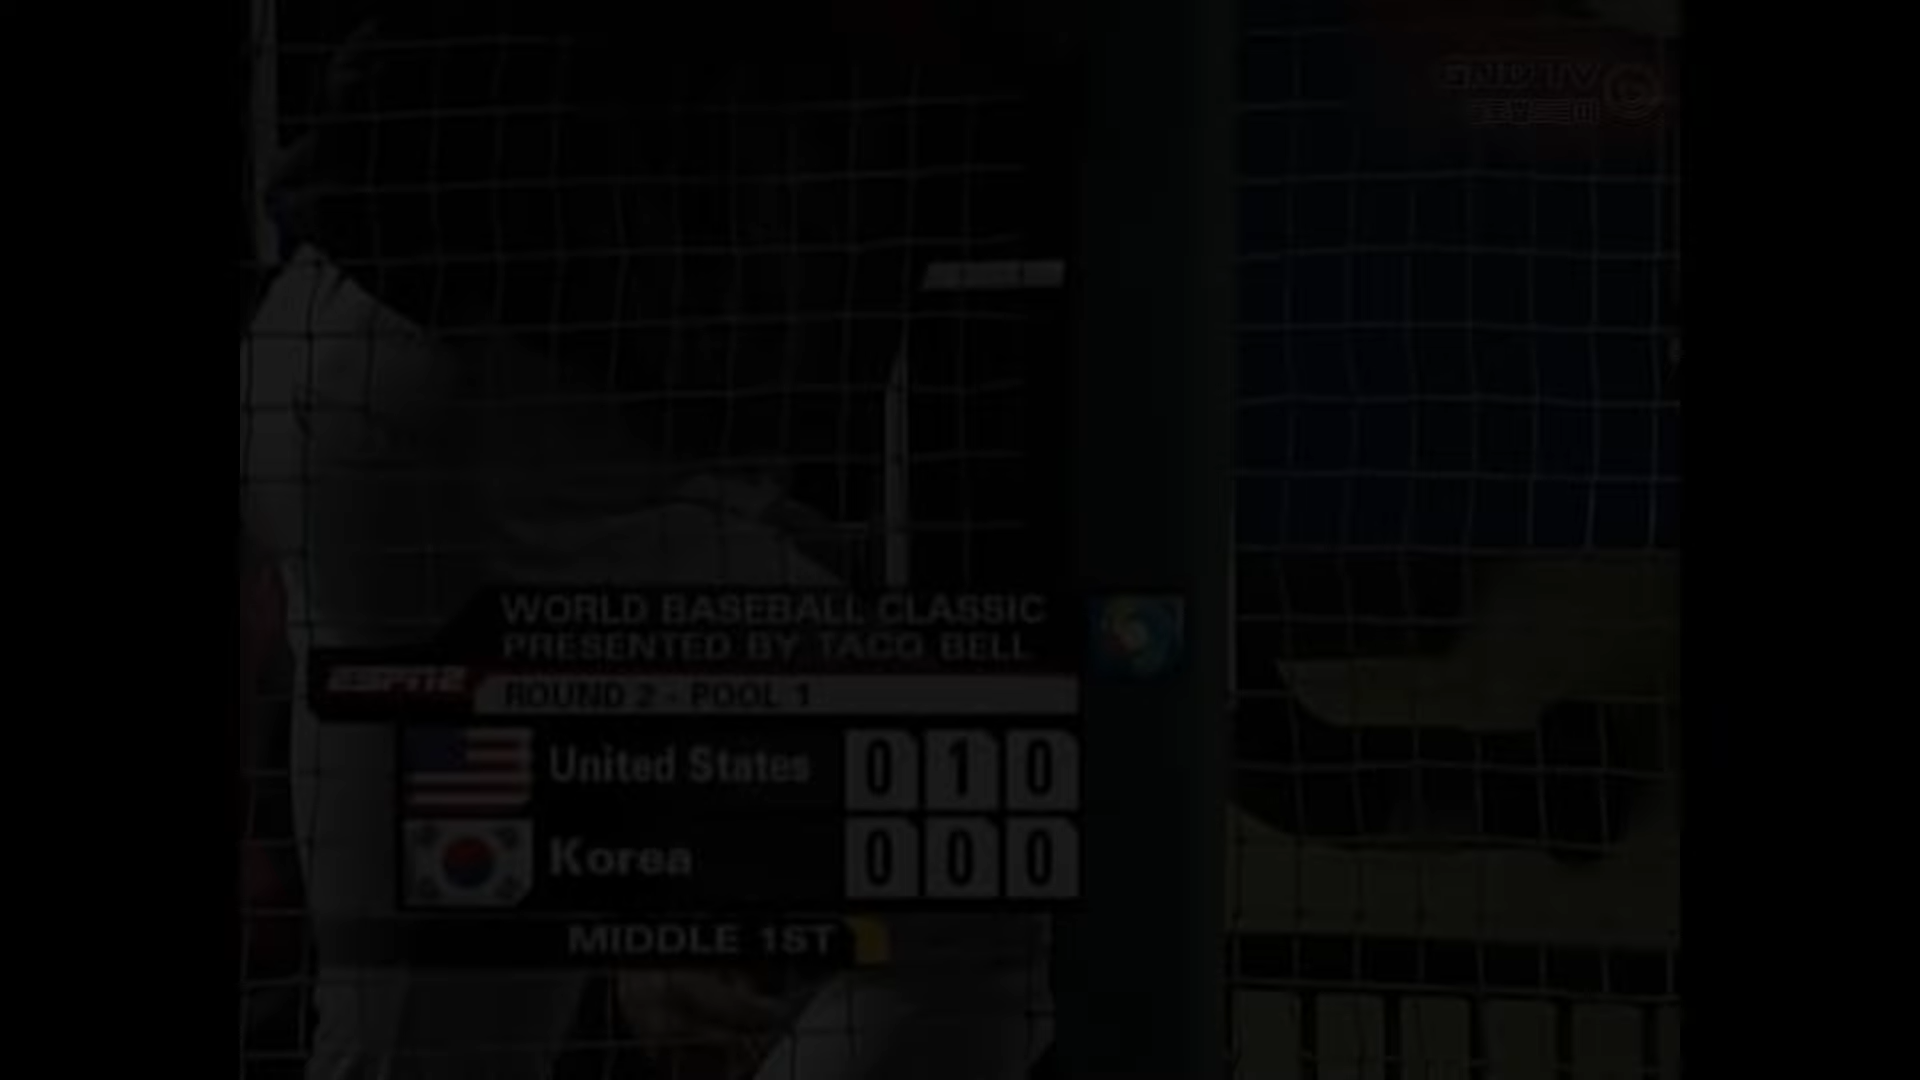 WORLD BASEBALL CLASSIC
PRESENTED BY TACO BELL
ESPN2
ROUND 2 - POOL 1
United States 0 1 0
Korea 0 0 0
MIDDLE 1ST